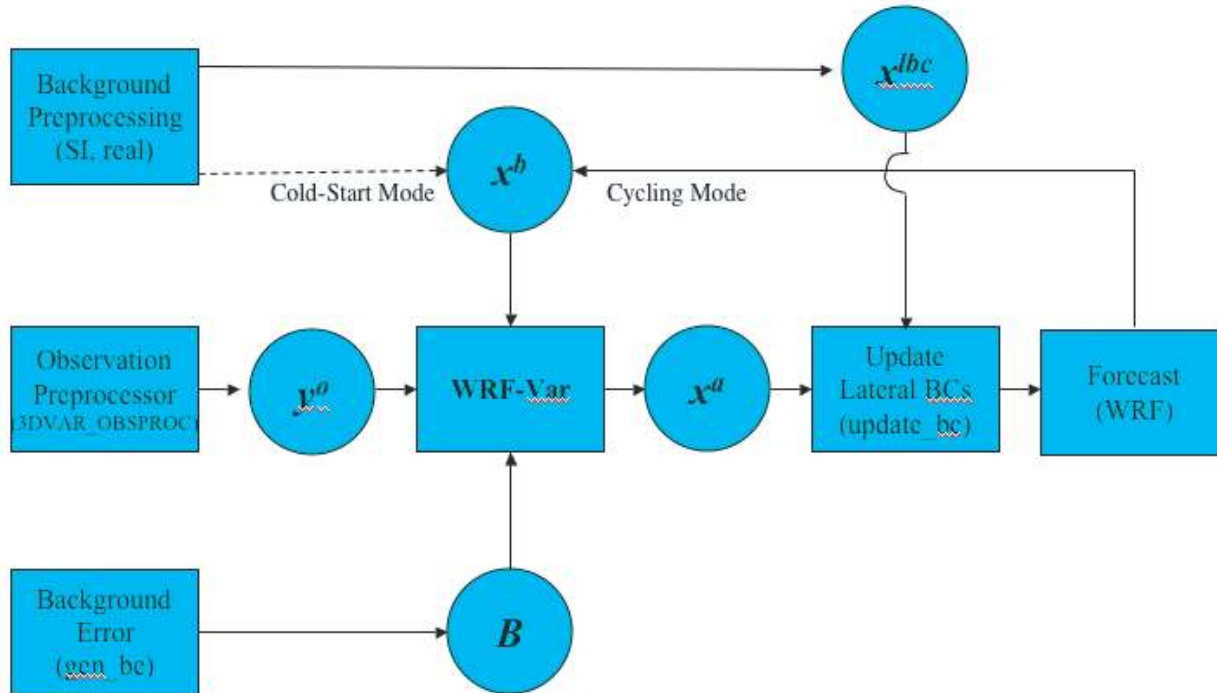 Background
Preprocessing
(SI, real)
x^lbc
x^b
Cold-Start Mode
Cycling Mode
Observation
Preprocessor
(3DVAR_OBSPROC)
y^o
WRF-Var
x^a
Update
Lateral BCs
(update_bc)
Forecast
(WRF)
Background
Error
(gen_be)
B